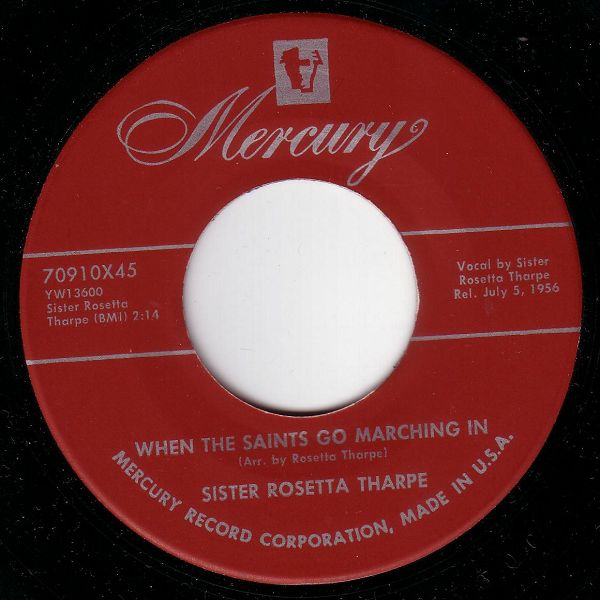 Mercury
70910X45
YW13600
Sister Rosetta
Tharpe (BMI) 2:14
Vocal by Sister
Rosetta Tharpe
Rel. July 5, 1956
WHEN THE SAINTS GO MARCHING IN
(Arr. by Rosetta Tharpe)
SISTER ROSETTA THARPE
MERCURY RECORD CORPORATION, MADE IN U.S.A.